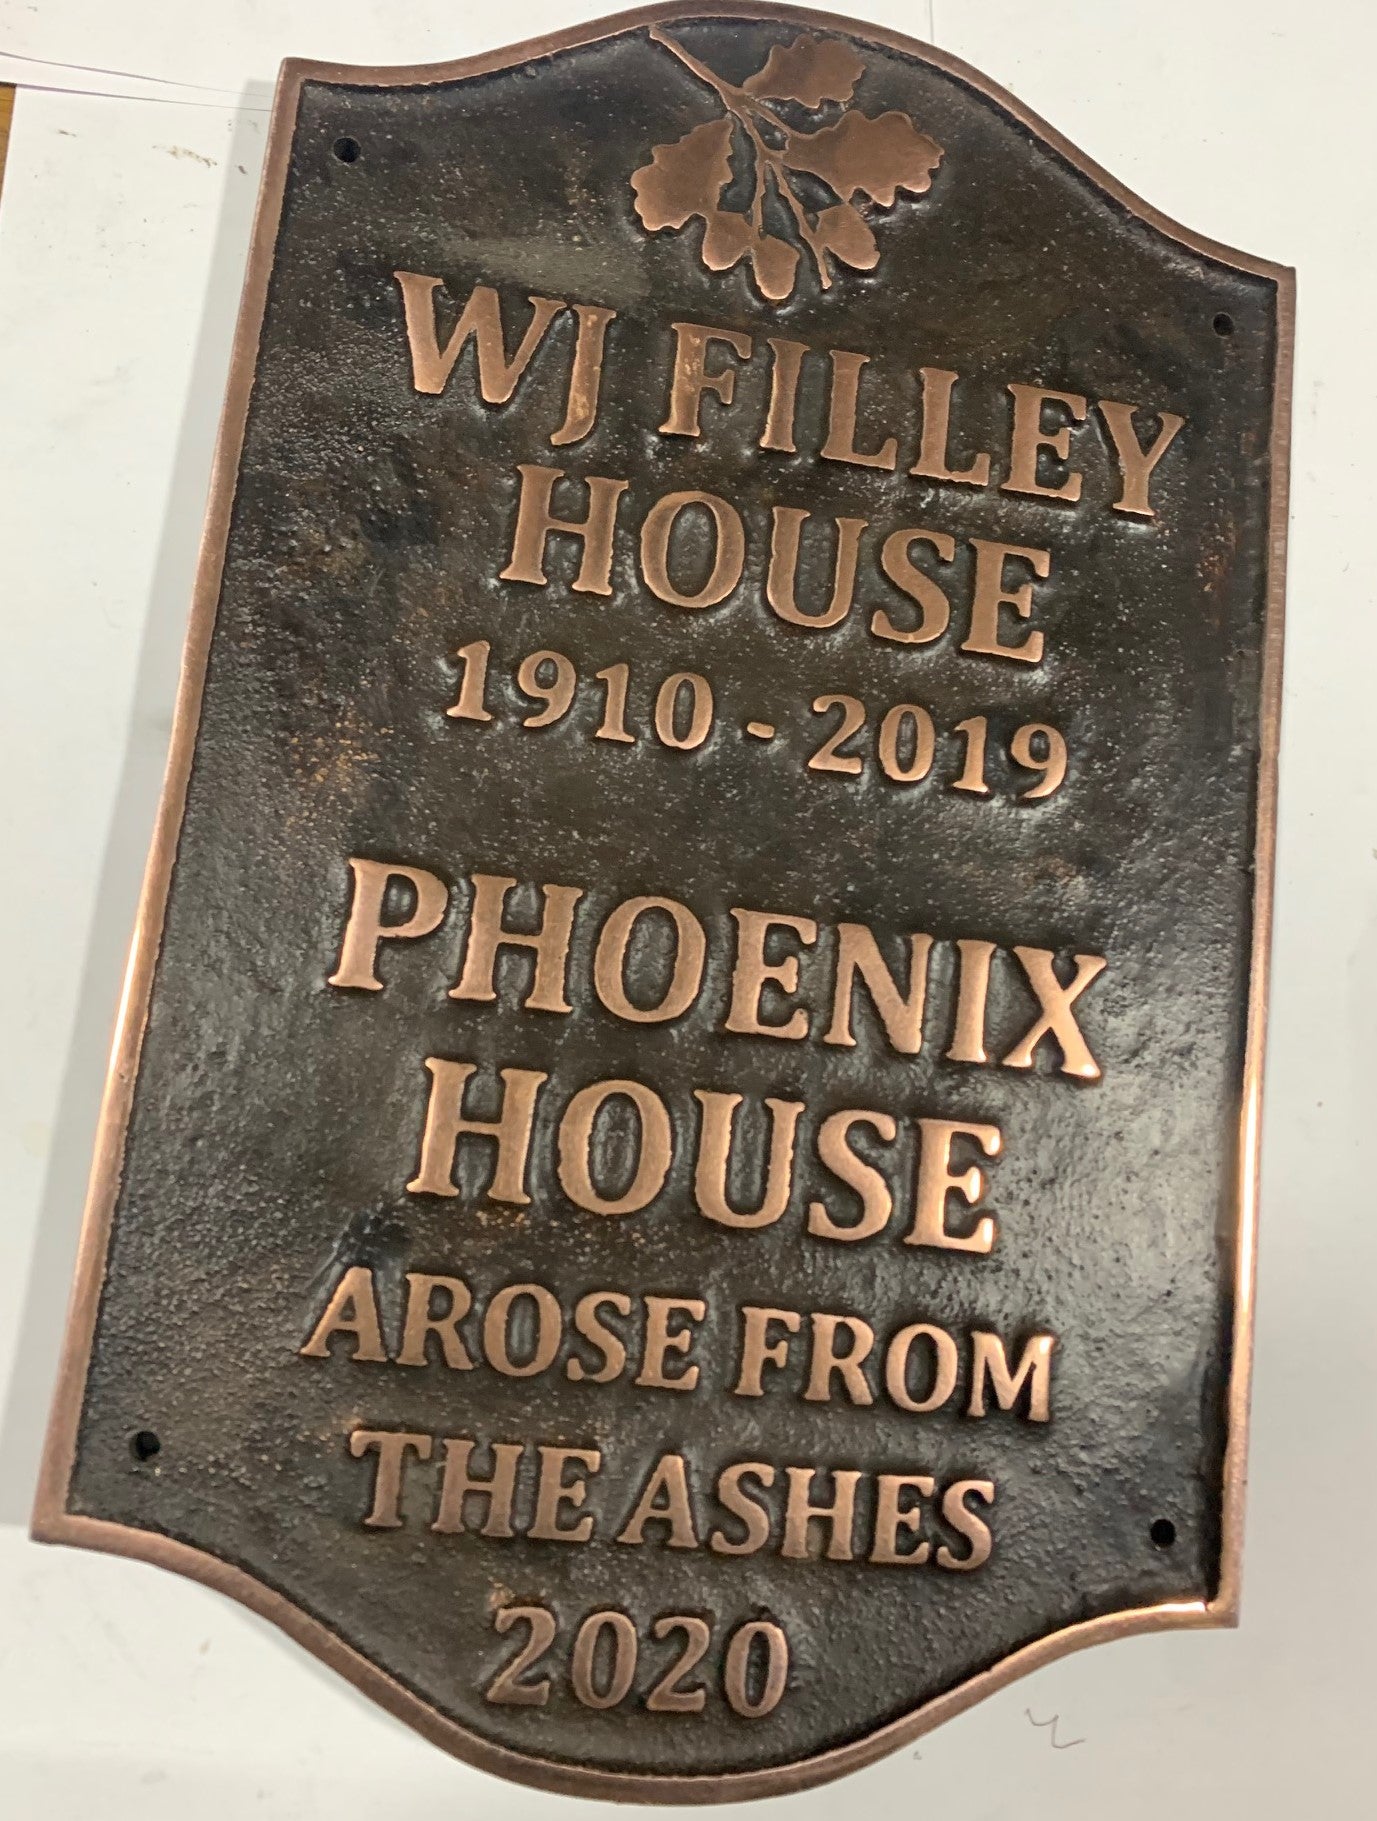 WJ FILLEY
HOUSE
1910 - 2019
PHOENIX
HOUSE
AROSE FROM
THE ASHES
2020